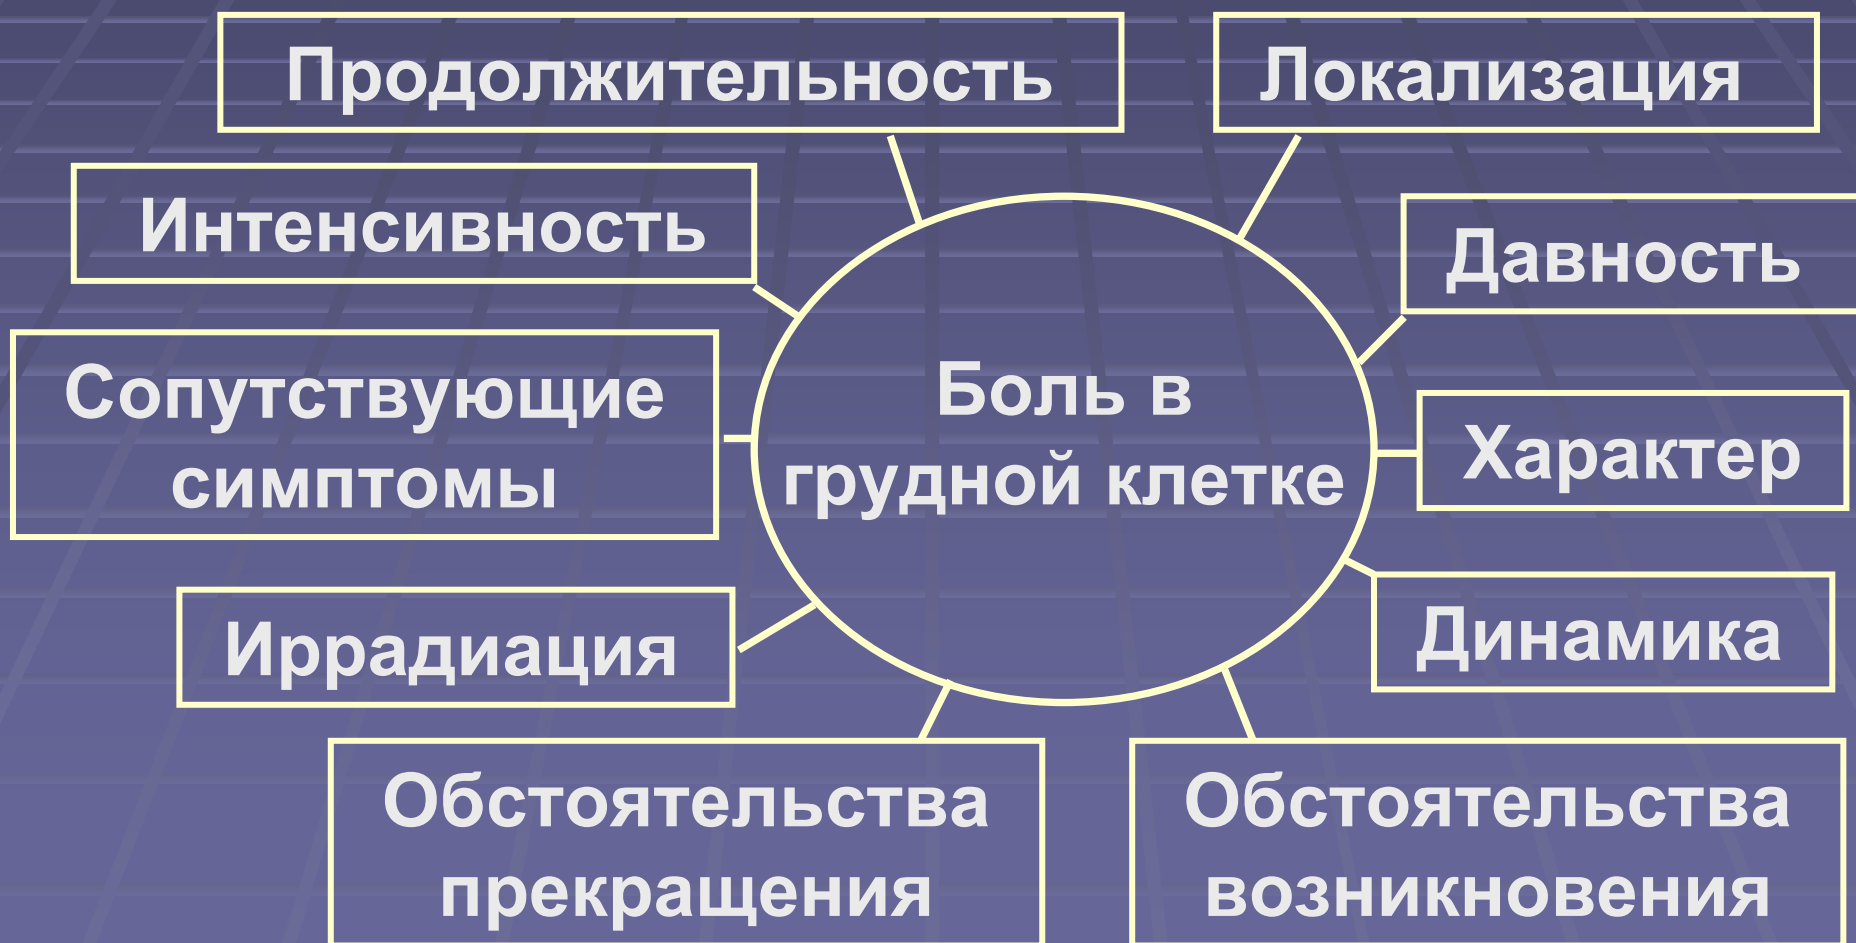 Продолжительность
Локализация
Интенсивность
Давность
Сопутствующие
симптомы
Боль в
грудной клетке
Характер
Иррадиация
Динамика
Обстоятельства
прекращения
Обстоятельства
возникновения